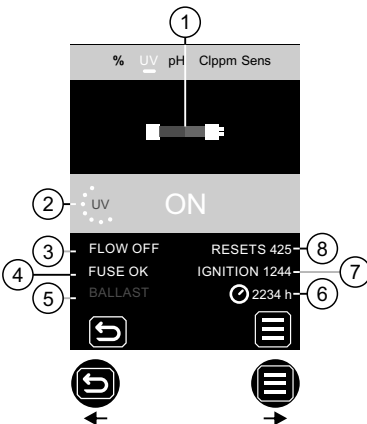 1
% UV pH Clppm Sens
2 UV ON
3 FLOW OFF RESETS 425 8
4 FUSE OK IGNITION 1244 7
5 BALLAST 2234 h 6